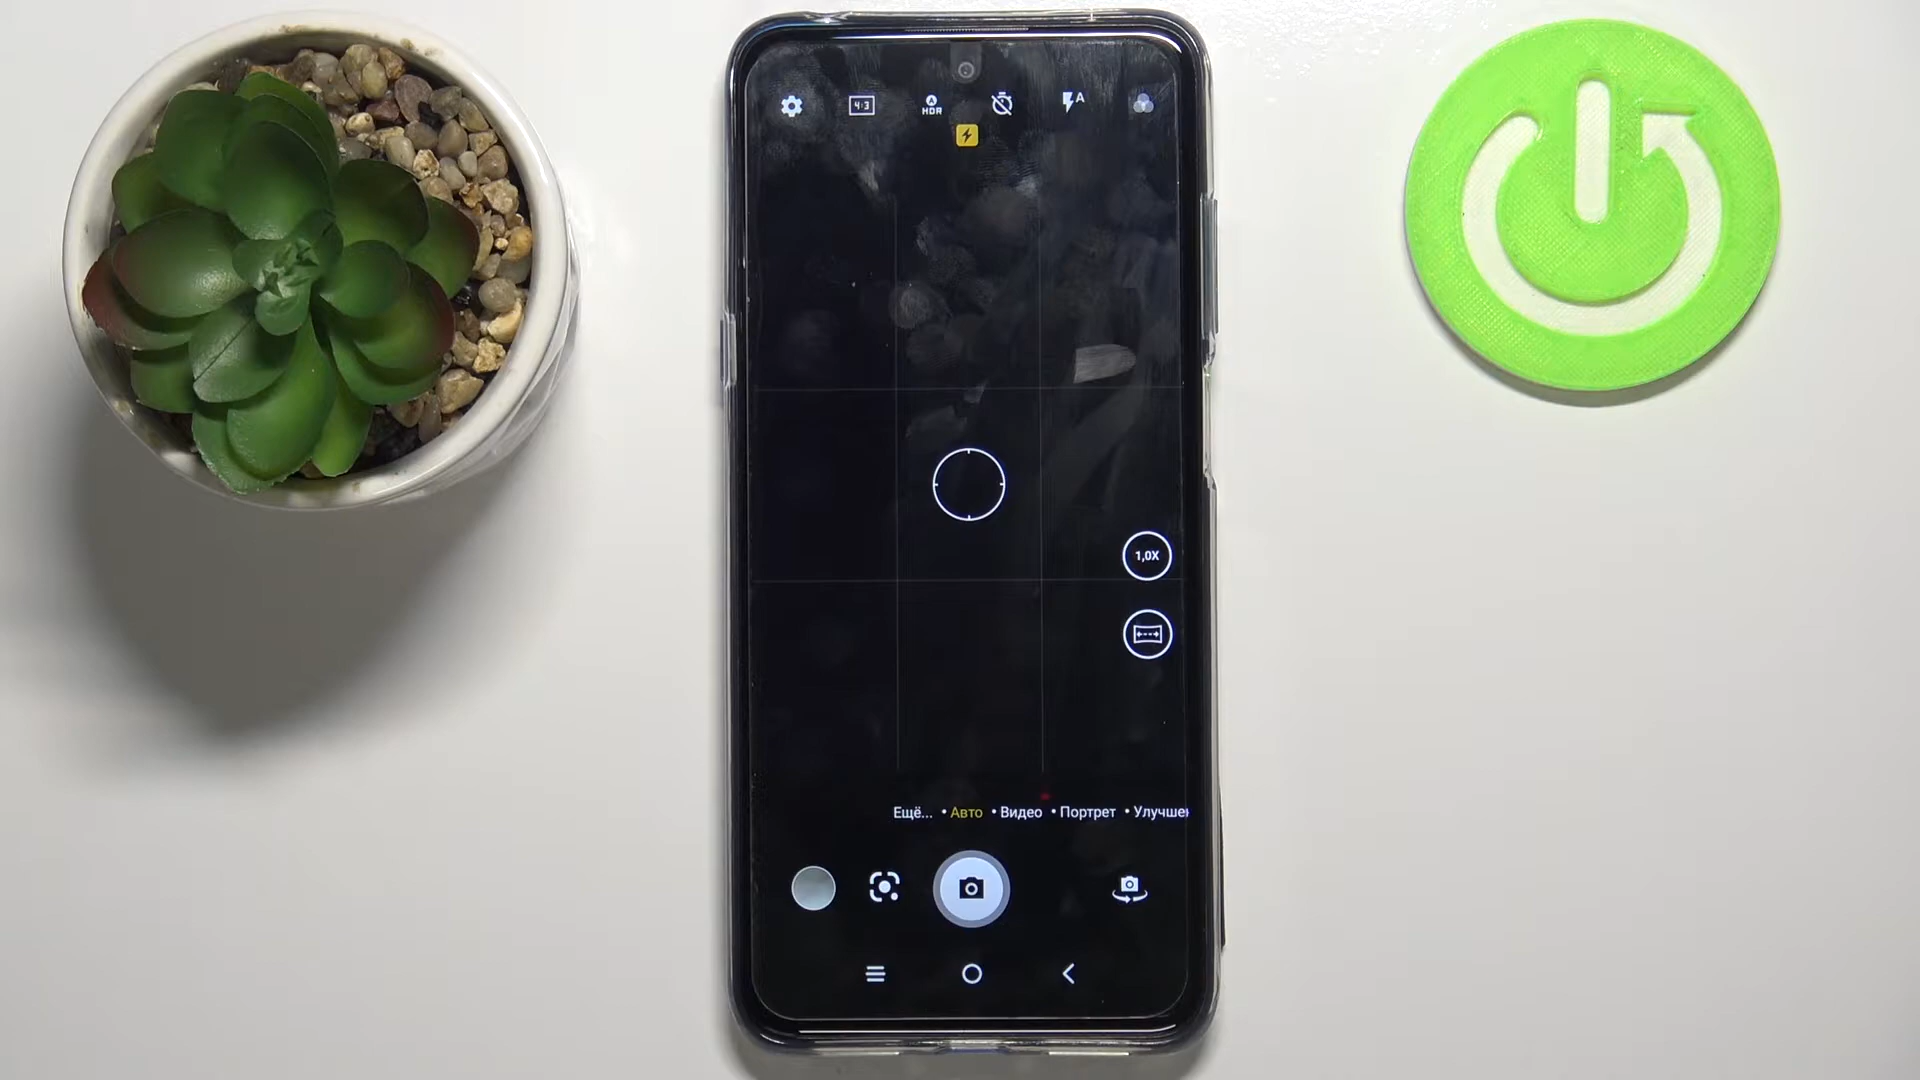 4:3
A
HDR
A
1,0X
Ещё... • Авто • Видео • Портрет • Улучшен